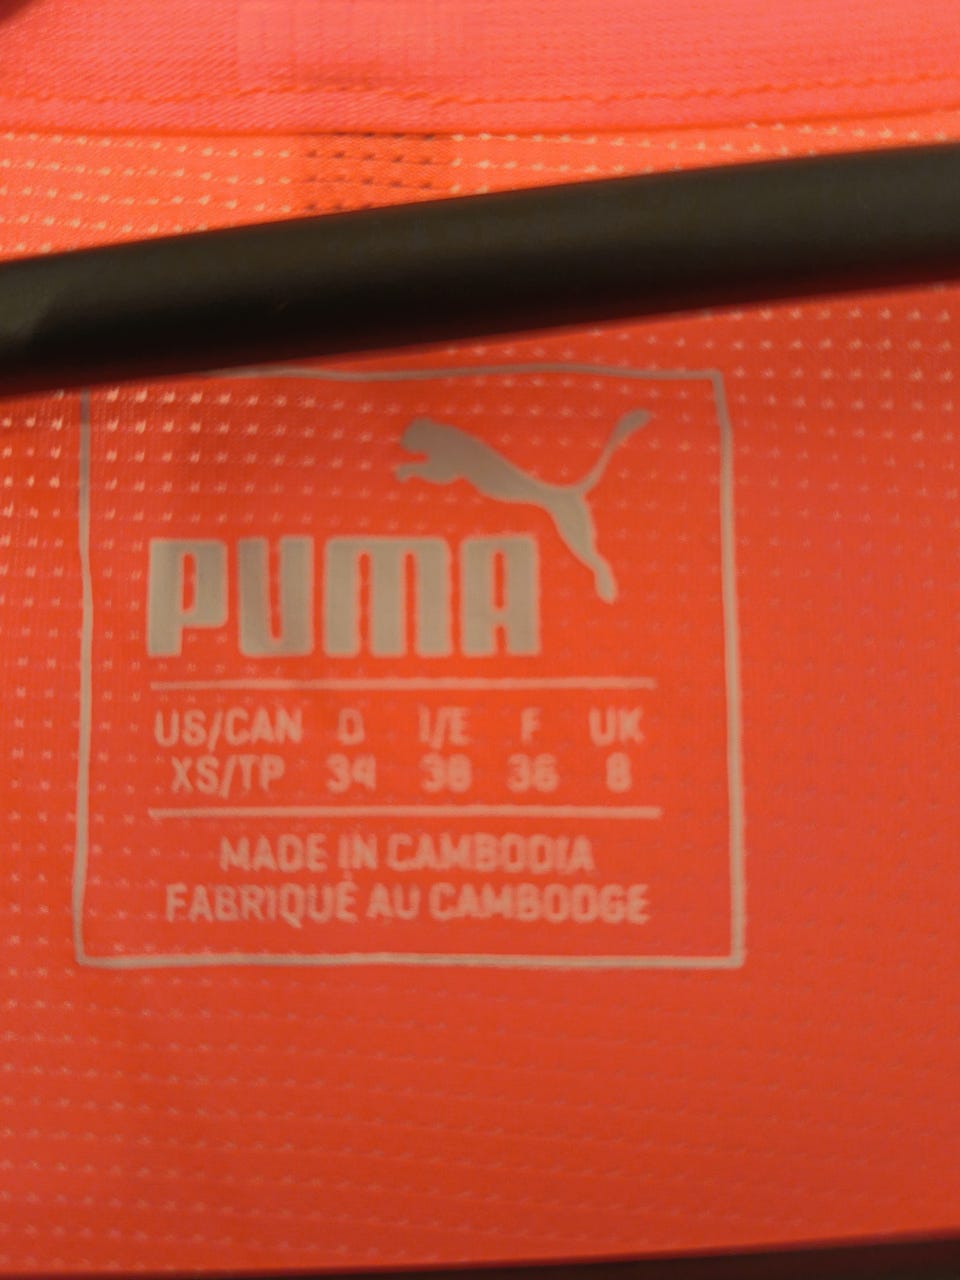 PUMA
US/CAN D I/E F UK
XS/TP 34 38 36 8
MADE IN CAMBODIA
FABRIQUÉ AU CAMBODGE